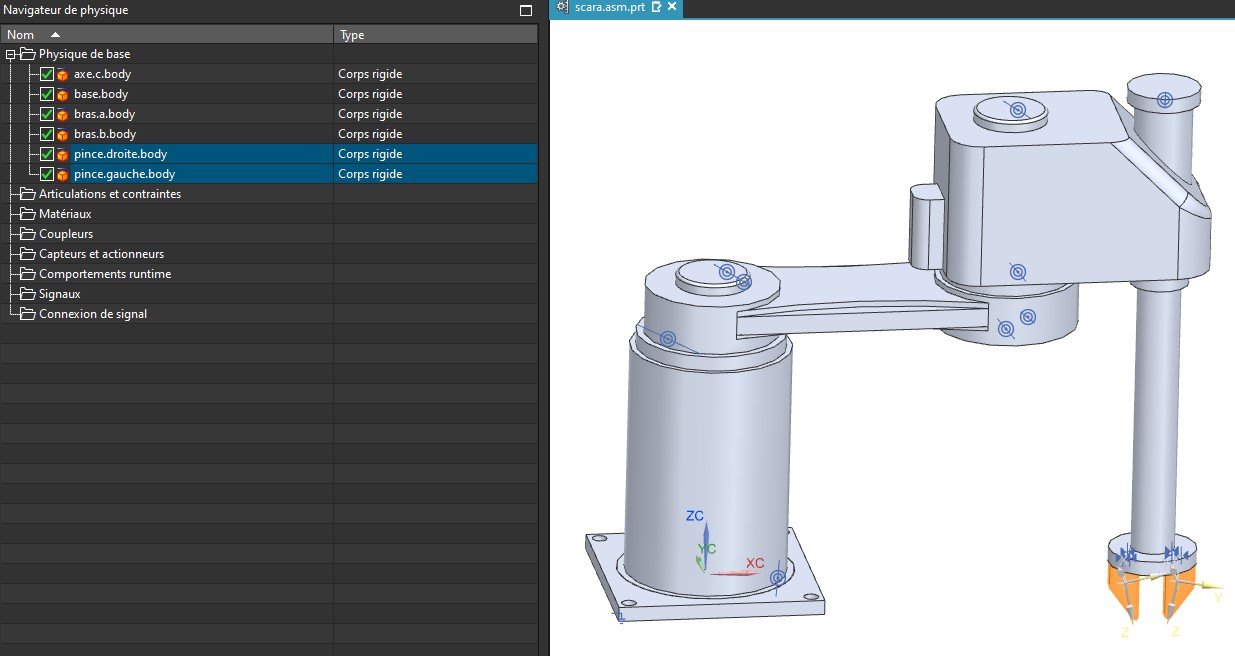 Navigateur de physique
Nom Type
Physique de base
axe.c.body Corps rigide
base.body Corps rigide
bras.a.body Corps rigide
bras.b.body Corps rigide
pince.droite.body Corps rigide
pince.gauche.body Corps rigide
Articulations et contraintes
Matériaux
Coupleurs
Capteurs et actionneurs
Comportements runtime
Signaux
Connexion de signal
scara.asm.prt
ZC
YC
XC
Y
Z Z